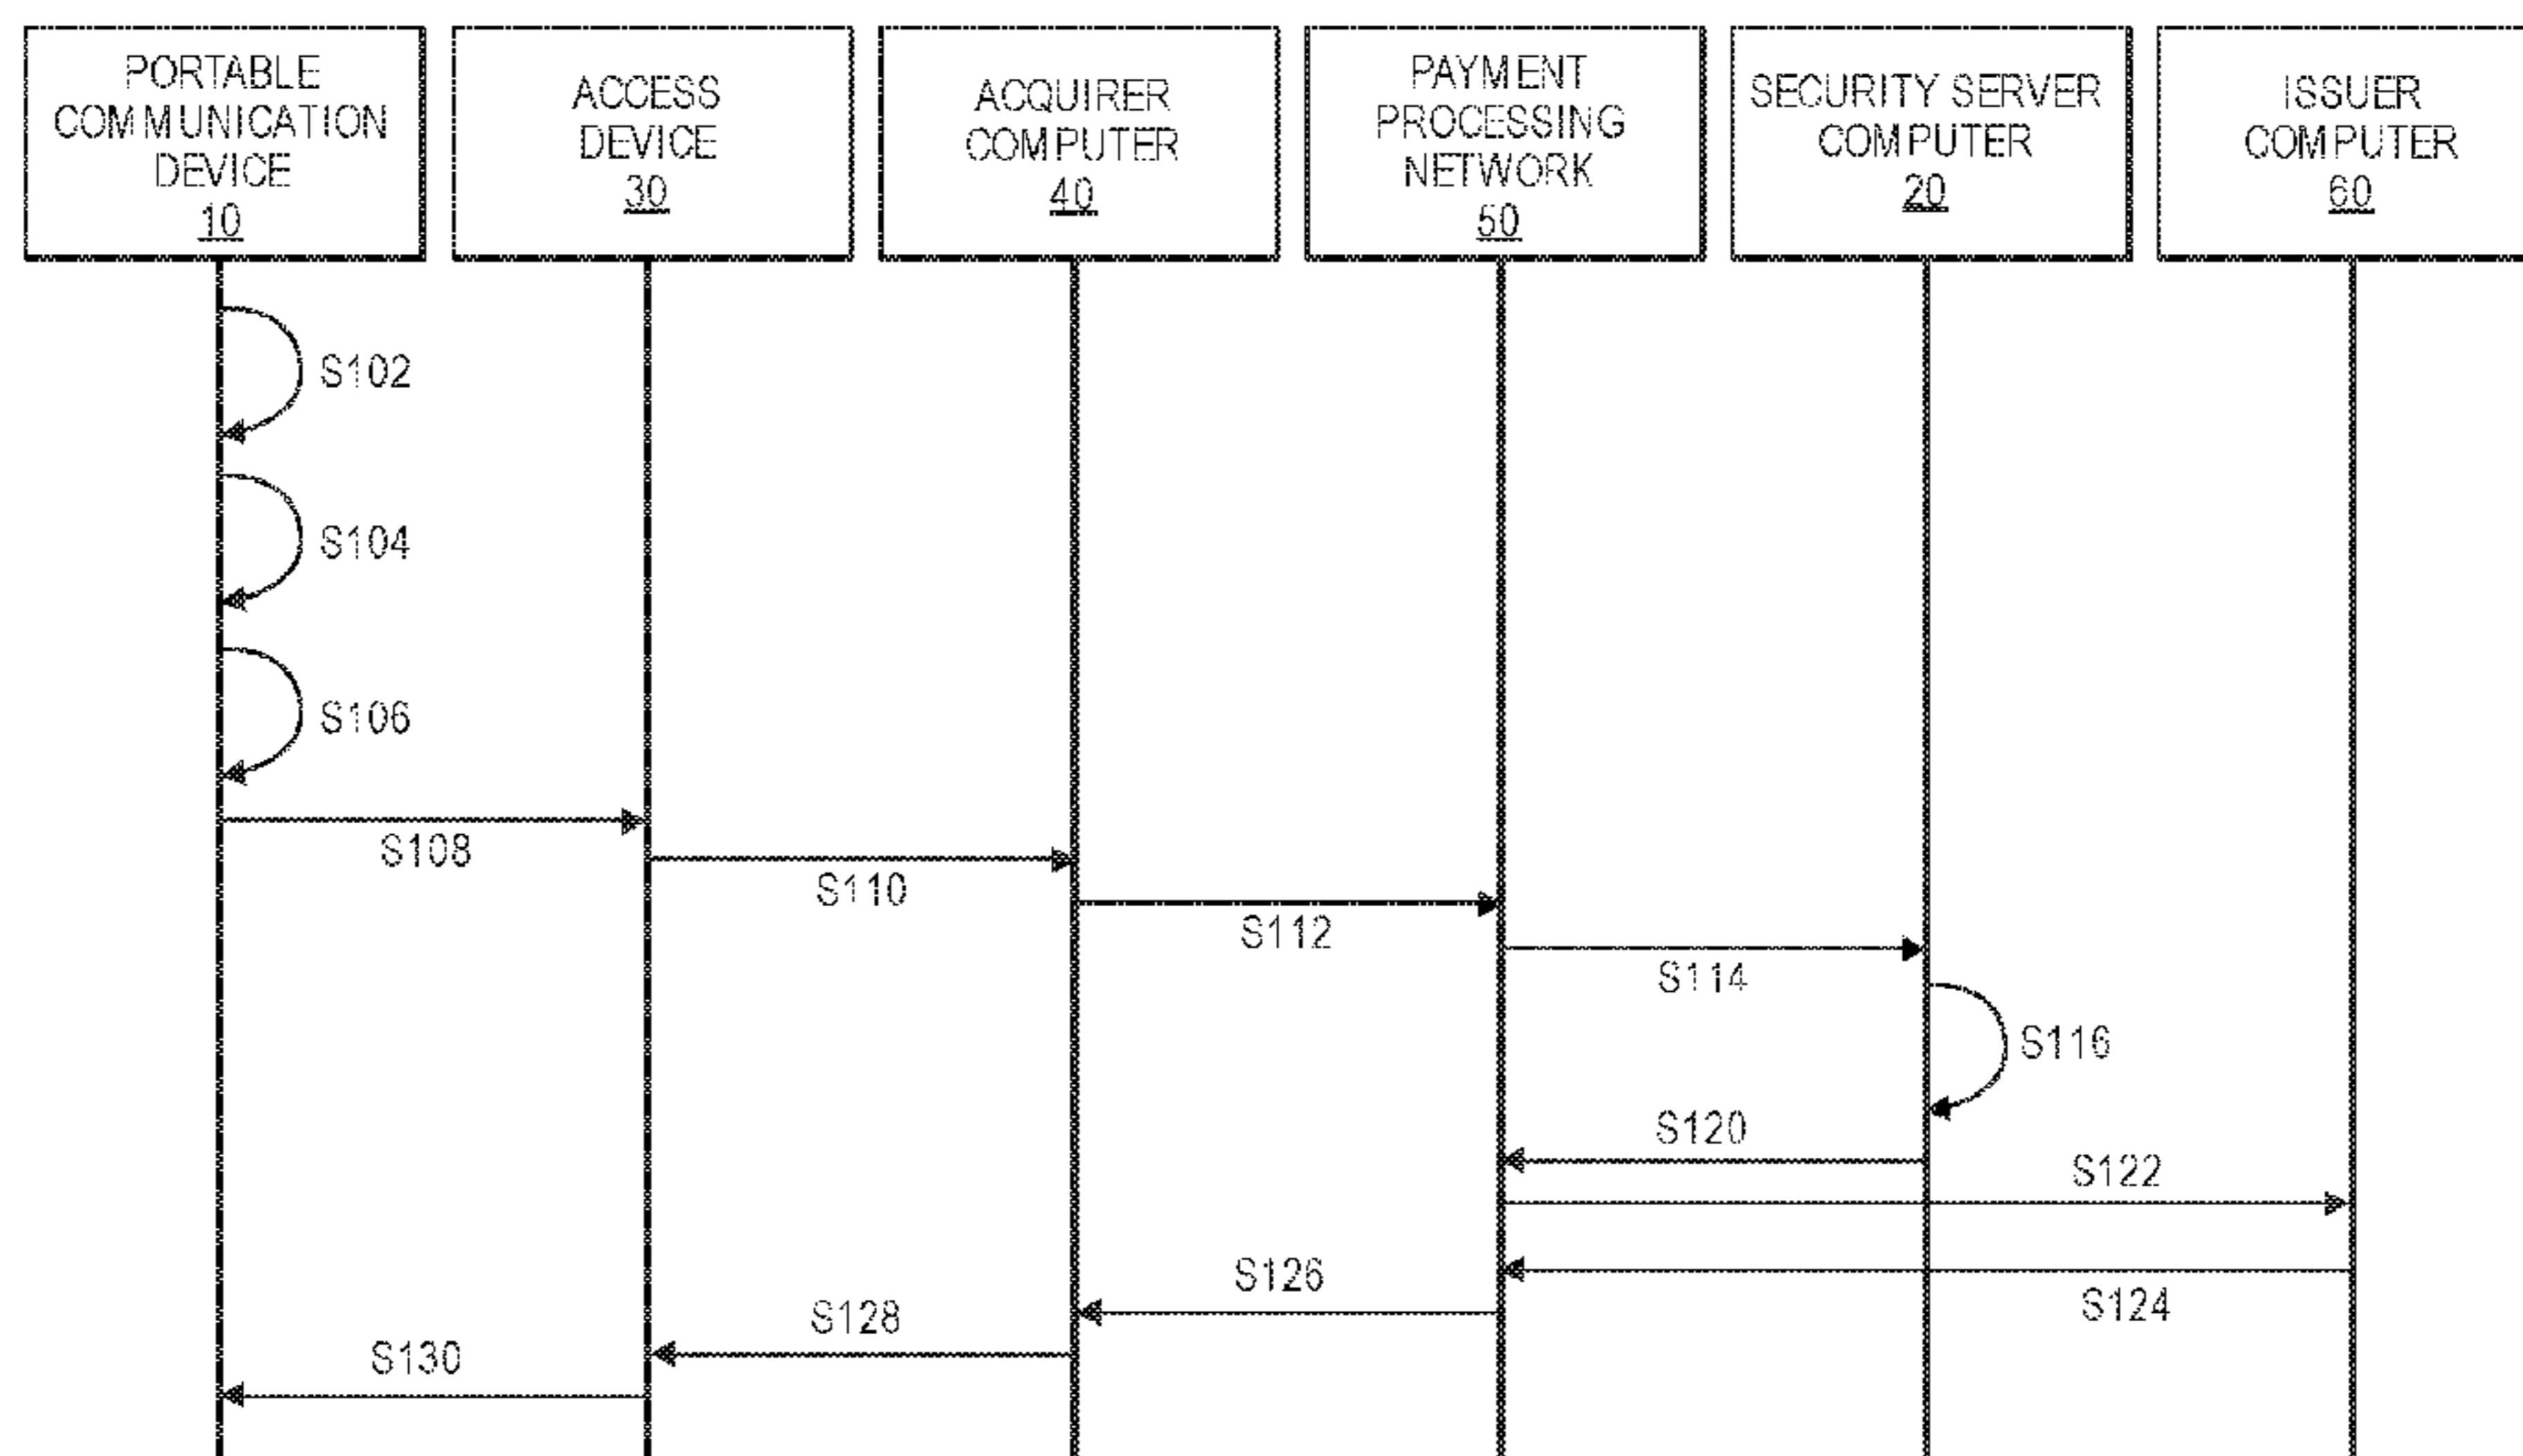 PORTABLE
COMMUNICATION
DEVICE
10
ACCESS
DEVICE
30
ACQUIRER
COMPUTER
40
PAYMENT
PROCESSING
NETWORK
50
SECURITY SERVER
COMPUTER
20
ISSUER
COMPUTER
60
S102
S104
S106
S108
S110
S112
S114
S116
S120
S122
S124
S126
S128
S130